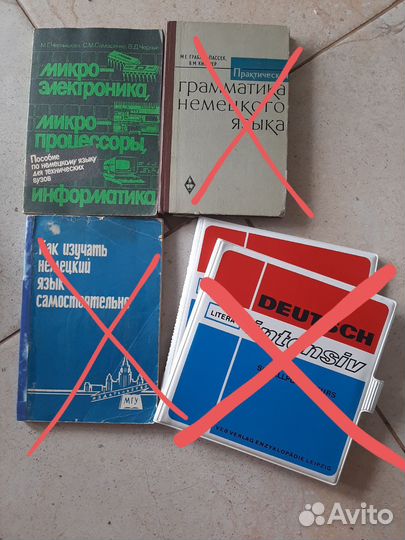 микро-
электроника,
микро-
процессоры,
Пособие
по немецкому языку
для технических
вузов
информатика
Практическая
грамматика
немецкого
языка
Как изучать
немецкий
язык
самостоятельно
МГУ
DEUTSCH
intensiv
VERLAG ENZYKLOPÄDIE LEIPZIG
Avito